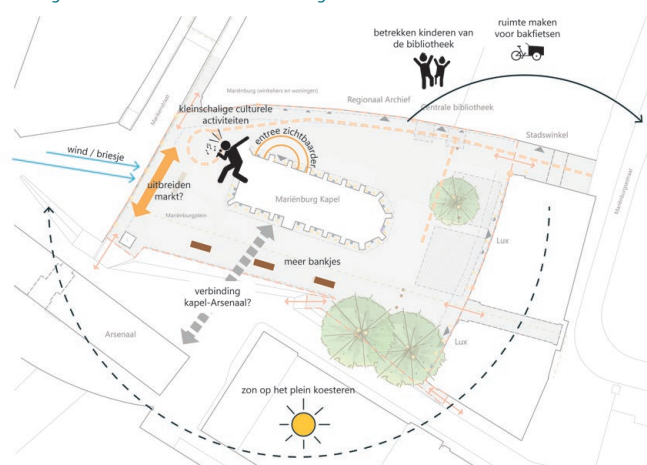 betrekken kinderen van
de bibliotheek
ruimte maken
voor bakfietsen
Mariënburg (winkeliers en woningen)
Regionaal Archief
Centrale bibliotheek
Stadswinkel
kleinschalige culturele
activiteiten
entree zichtbaarder
wind / briesje
uitbreiden
markt?
Mariënburgplein
Mariënburg Kapel
Lux
meer bankjes
verbinding
kapel-Arsenaal?
Arsenaal
Lux
zon op het plein koesteren